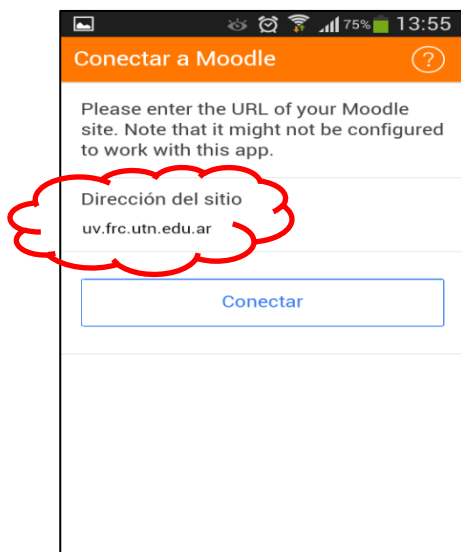 75% 13:55
Conectar a Moodle ?
Please enter the URL of your Moodle
site. Note that it might not be configured
to work with this app.
Dirección del sitio
uv.frc.utn.edu.ar
Conectar